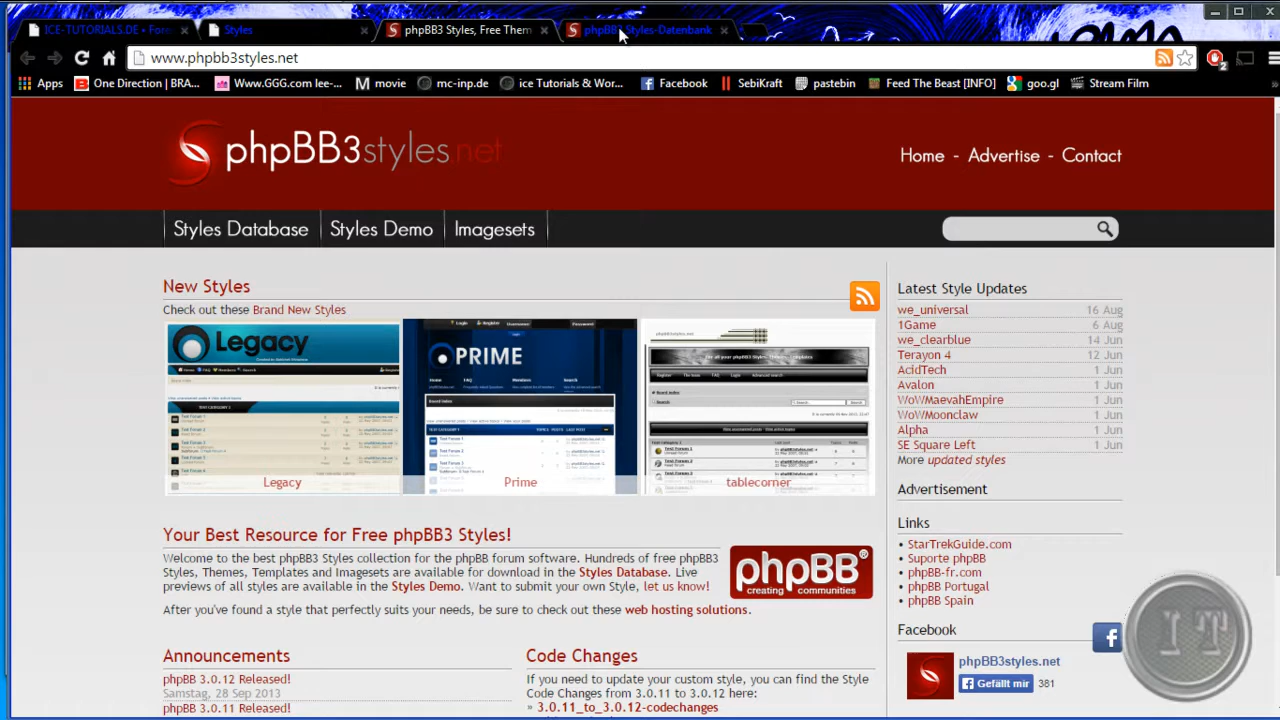 ICE-TUTORIALS.DE • For
Styles
phpBB3 Styles, Free Them
phpBB3 Styles-Datenbank
www.phpbb3styles.net
2
Apps
One Direction | BRA...
Www.GGG.com lee-...
movie
mc-inp.de
ice Tutorials & Wor...
Facebook
SebiKraft
pastebin
Feed The Beast [INFO]
goo.gl
Stream Film
phpBB3styles.net
Home - Advertise - Contact
Styles Database
Styles Demo
Imagesets
New Styles
Check out these Brand New Styles
Legacy
PRIME
Legacy
Prime
tablecorner
Your Best Resource for Free phpBB3 Styles!
Welcome to the best phpBB3 Styles collection for the phpBB forum software. Hundreds of free phpBB3
Styles, Themes, Templates and Imagesets are available for download in the Styles Database. Live
previews of all styles are available in the Styles Demo. Want to submit your own Style, let us know!
After you've found a style that perfectly suits your needs, be sure to check out these web hosting solutions.
phpBB®
creating communities
Announcements
phpBB 3.0.12 Released!
Samstag, 28 Sep 2013
phpBB 3.0.11 Released!
Code Changes
If you need to update your custom style, you can find the Style
Code Changes from 3.0.11 to 3.0.12 here:
» 3.0.11_to_3.0.12-codechanges
Latest Style Updates
we_universal 16 Aug
1Game 6 Aug
we_clearblue 14 Jun
Terayon 4 12 Jun
AcidTech 1 Jun
Avalon 1 Jun
WoWMaevahEmpire 1 Jun
WoWMoonclaw 1 Jun
Alpha 1 Jun
SE Square Left 1 Jun
More updated styles
Advertisement
Links
• StarTrekGuide.com
• Suporte phpBB
• phpBB-fr.com
• phpBB Portugal
• phpBB Spain
Facebook
phpBB3styles.net
Gefällt mir 381
IT